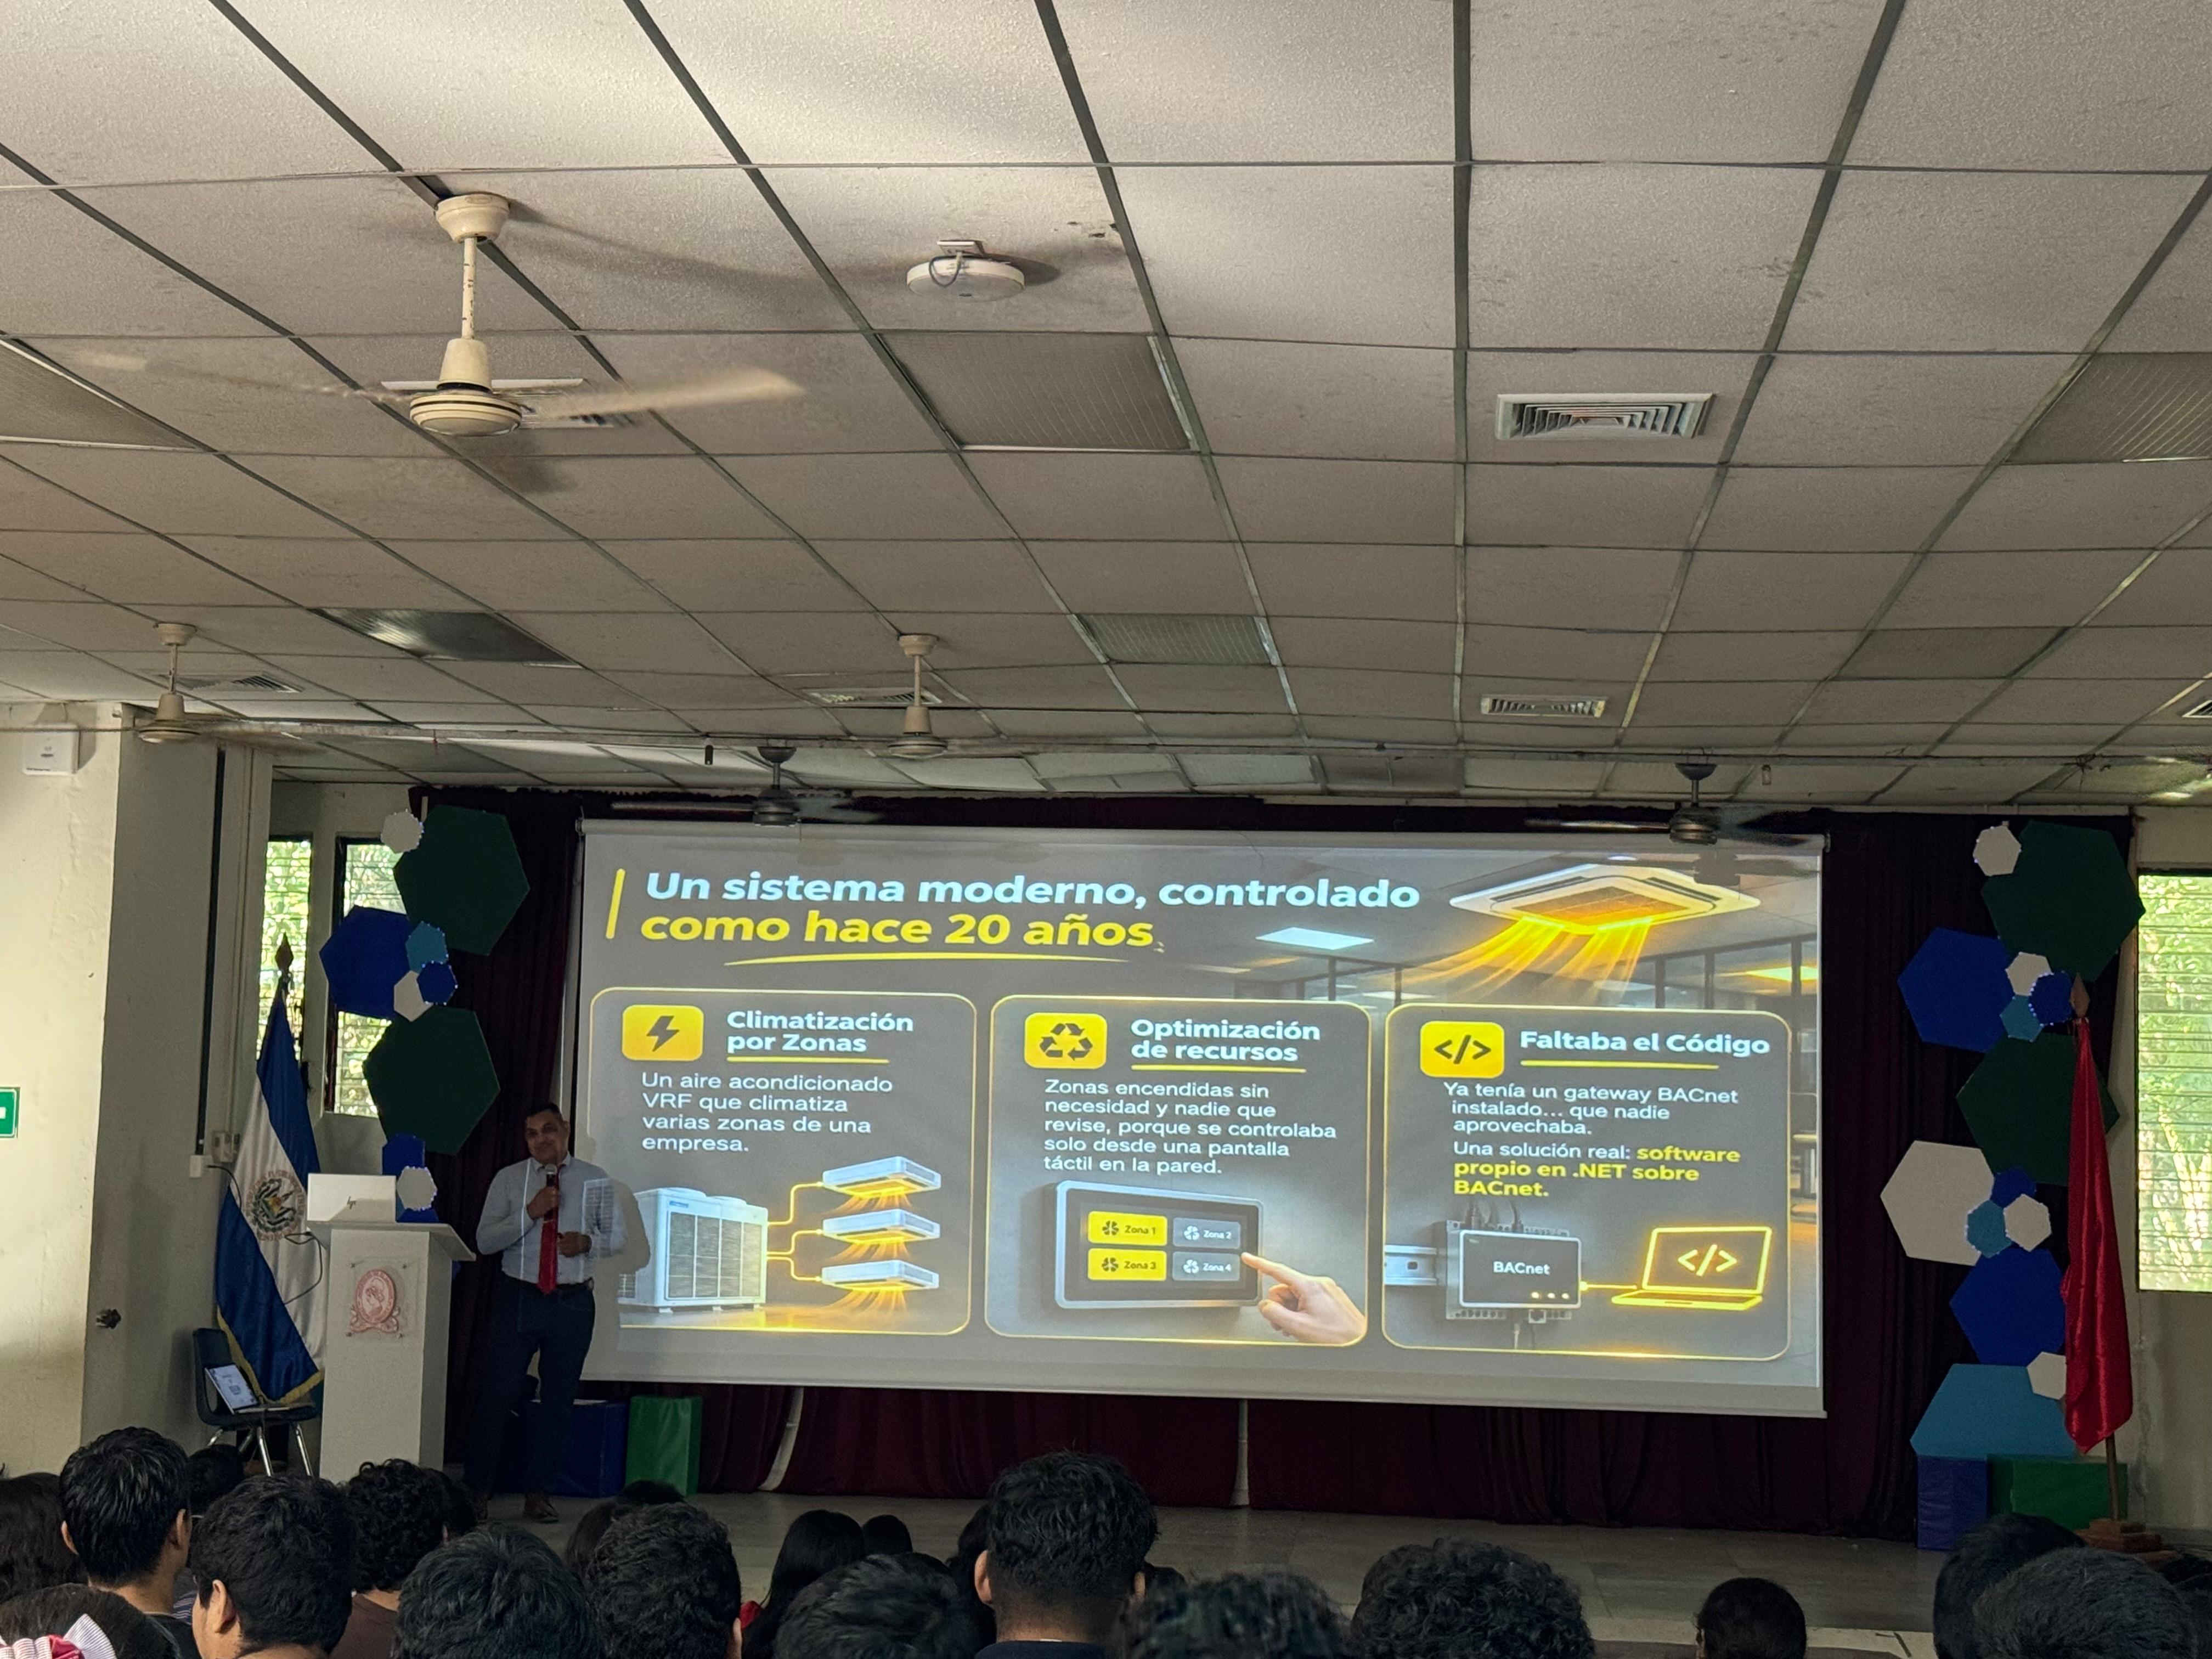 Un sistema moderno, controlado
como hace 20 años.
Climatización
por Zonas
Un aire acondicionado
VRF que climatiza
varias zonas de una
empresa.
Optimización
de recursos
Zonas encendidas sin
necesidad y nadie que
revise, porque se controlaba
solo desde una pantalla
táctil en la pared.
Zona 1
Zona 2
Zona 3
Zona 4
</> Faltaba el Código
Ya tenía un gateway BACnet
instalado... que nadie
aprovechaba.
Una solución real: software
propio en .NET sobre
BACnet.
BACnet
</>
hp